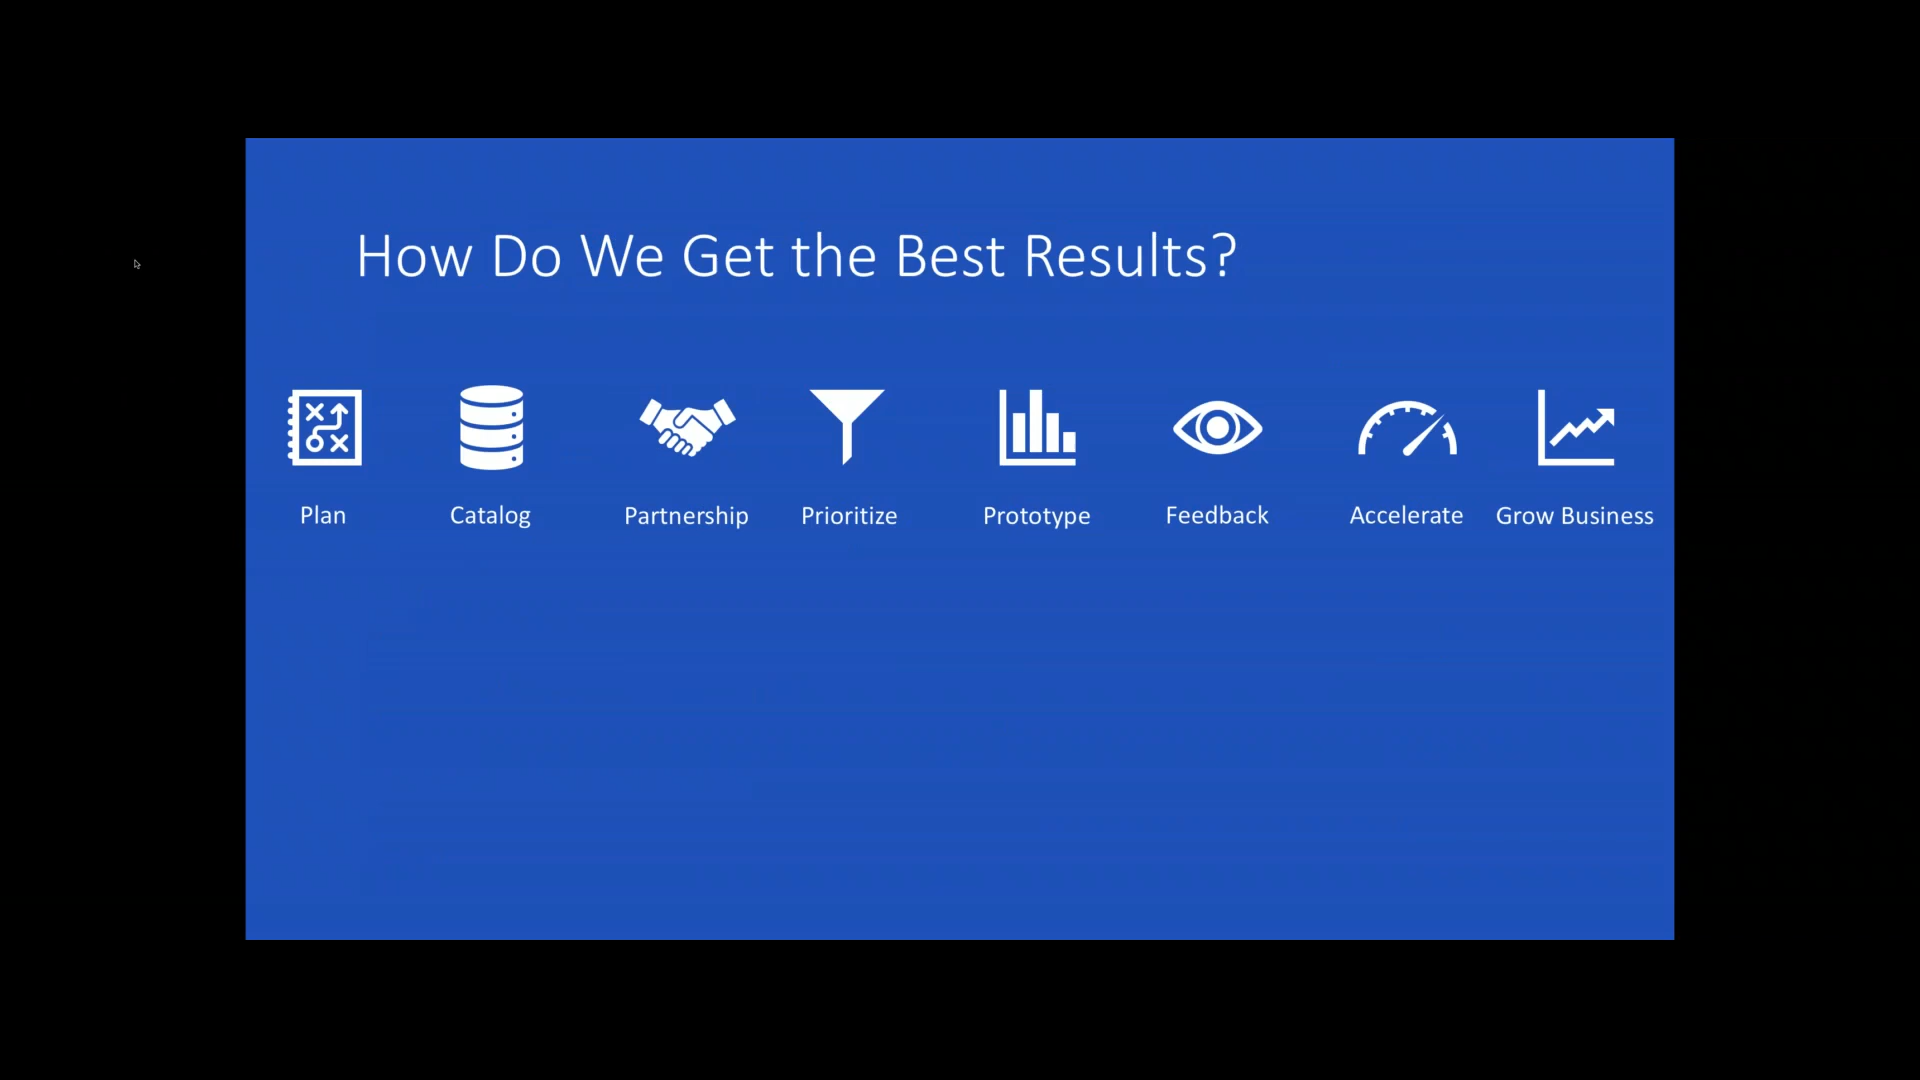 How Do We Get the Best Results?
Plan
Catalog
Partnership
Prioritize
Prototype
Feedback
Accelerate
Grow Business